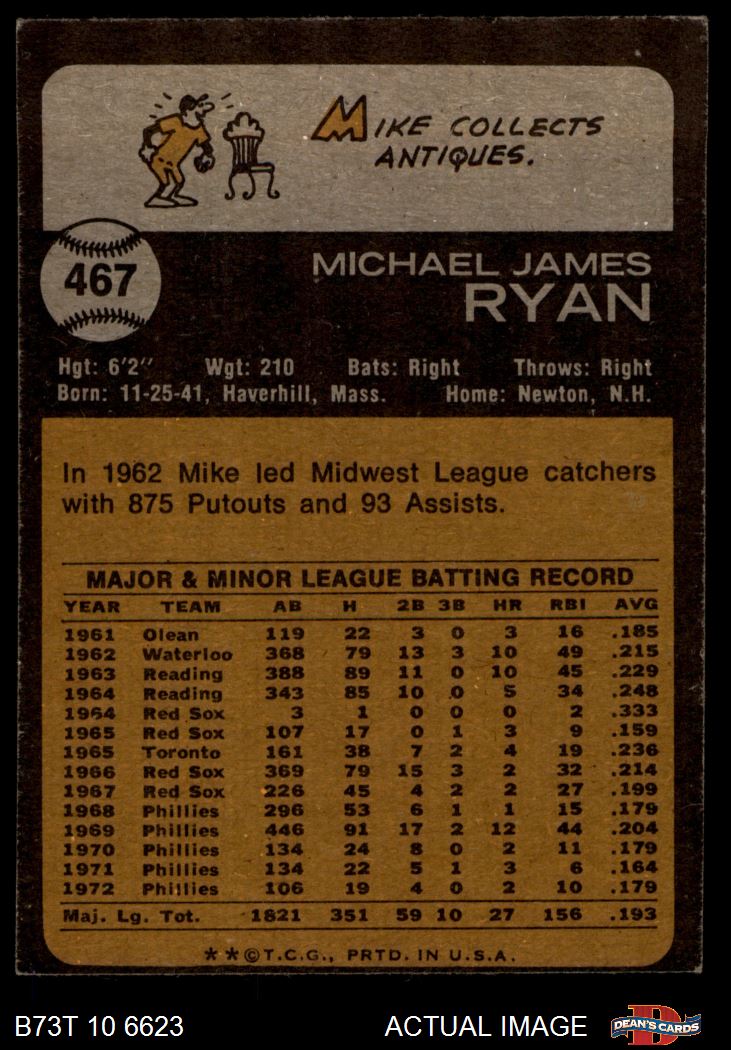 MIKE COLLECTS
ANTIQUES.
467
MICHAEL JAMES
RYAN
Hgt: 6'2" Wgt: 210 Bats: Right Throws: Right
Born: 11-25-41, Haverhill, Mass. Home: Newton, N.H.
In 1962 Mike led Midwest League catchers
with 875 Putouts and 93 Assists.
MAJOR & MINOR LEAGUE BATTING RECORD
YEAR TEAM AB H 2B 3B HR RBI AVG
1961 Olean 119 22 3 0 3 16 .185
1962 Waterloo 368 79 13 3 10 49 .215
1963 Reading 388 89 11 0 10 45 .229
1964 Reading 343 85 10 0 5 34 .248
1964 Red Sox 3 1 0 0 0 2 .333
1965 Red Sox 107 17 0 1 3 9 .159
1965 Toronto 161 38 7 2 4 19 .236
1966 Red Sox 369 79 15 3 2 32 .214
1967 Red Sox 226 45 4 2 2 27 .199
1968 Phillies 296 53 6 1 1 15 .179
1969 Phillies 446 91 17 2 12 44 .204
1970 Phillies 134 24 8 0 2 11 .179
1971 Phillies 134 22 5 1 3 6 .164
1972 Phillies 106 19 4 0 2 10 .179
Maj. Lg. Tot. 1821 351 59 10 27 156 .193
**©T.C.G., PRTD. IN U.S.A.
B73T 10 6623 ACTUAL IMAGE D DEAN'S CARDS